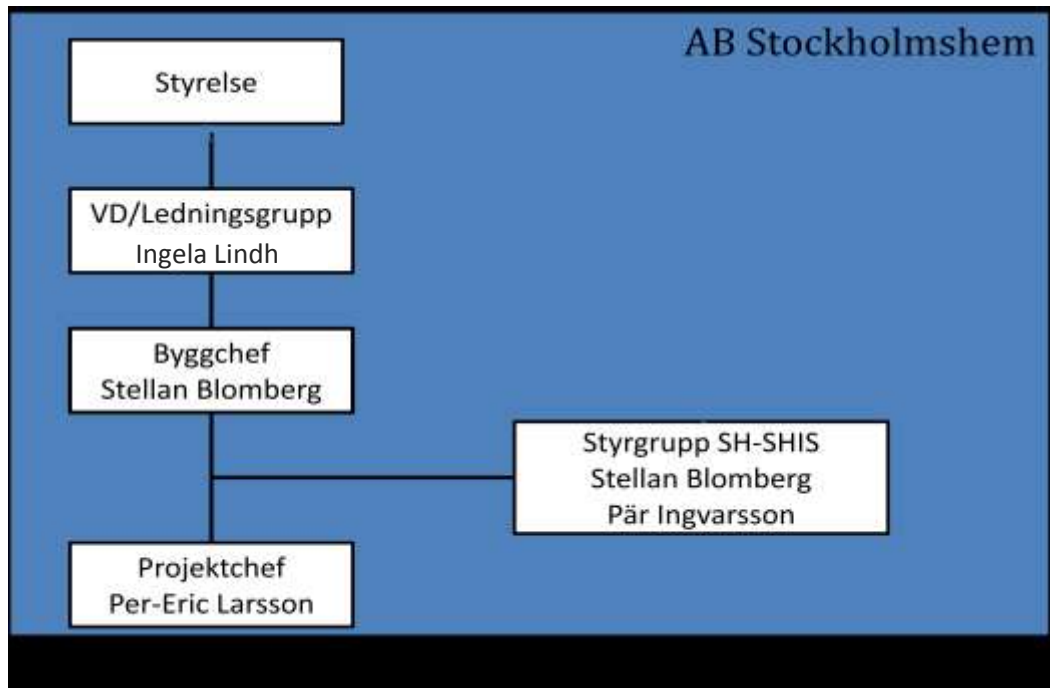 AB Stockholmshem
Styrelse
VD/Ledningsgrupp
Ingela Lindh
Byggchef
Stellan Blomberg
Styrgrupp SH-SHIS
Stellan Blomberg
Pär Ingvarsson
Projektchef
Per-Eric Larsson